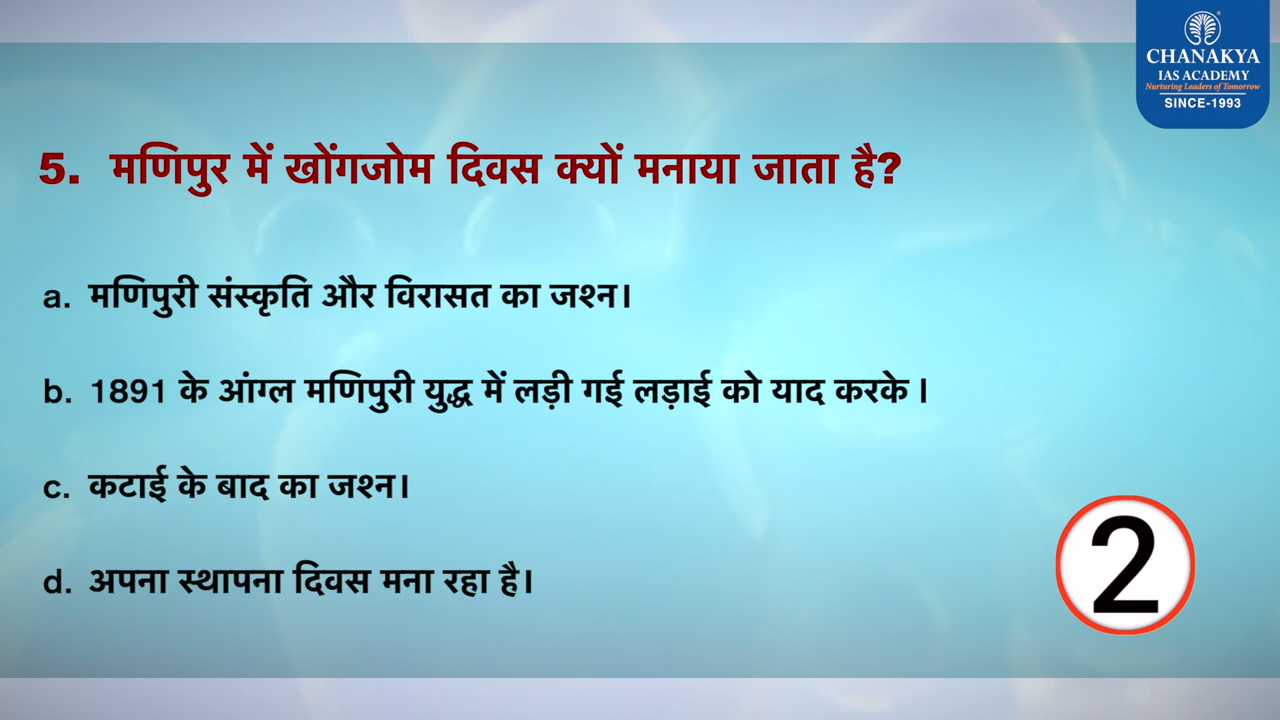 CHANAKYA
IAS ACADEMY
Nurturing Leaders of Tomorrow
SINCE-1993
5. मणिपुर में खोंगजोम दिवस क्यों मनाया जाता है?
a. मणिपुरी संस्कृति और विरासत का जश्न।
b. 1891 के आंग्ल मणिपुरी युद्ध में लड़ी गई लड़ाई को याद करके।
c. कटाई के बाद का जश्न।
d. अपना स्थापना दिवस मना रहा है।
2